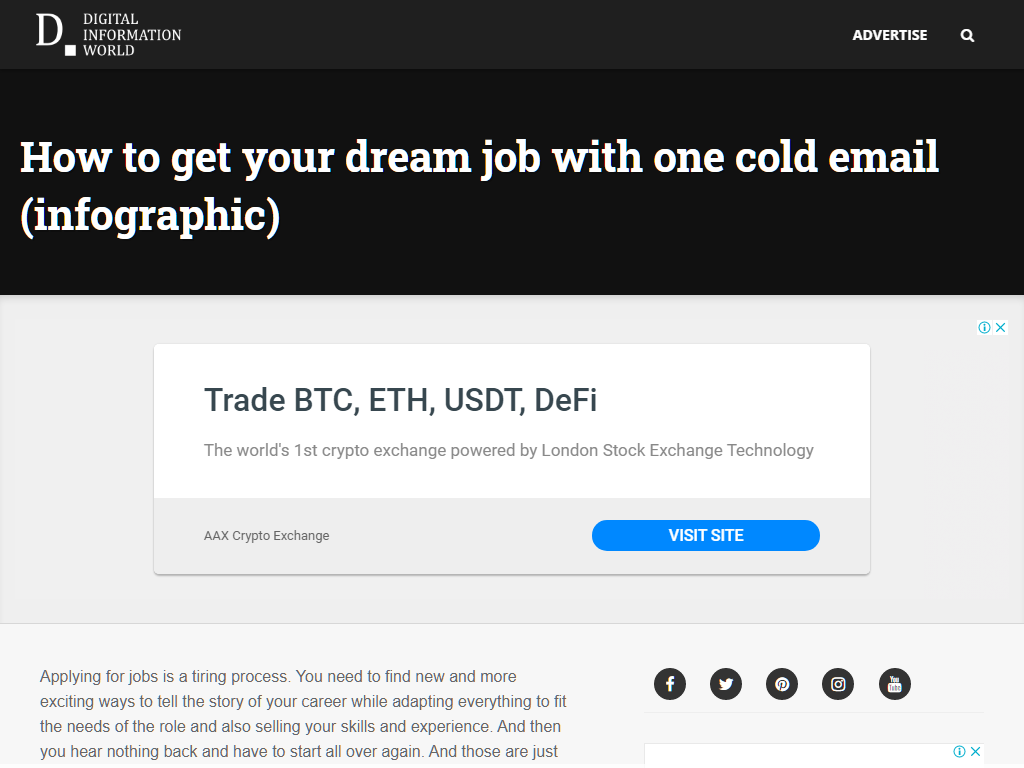 D.
DIGITAL
INFORMATION
WORLD
ADVERTISE
How to get your dream job with one cold email
(infographic)
Trade BTC, ETH, USDT, DeFi
The world's 1st crypto exchange powered by London Stock Exchange Technology
AAX Crypto Exchange
VISIT SITE
Applying for jobs is a tiring process. You need to find new and more
exciting ways to tell the story of your career while adapting everything to fit
the needs of the role and also selling your skills and experience. And then
you hear nothing back and have to start all over again. And those are just
You
Tube